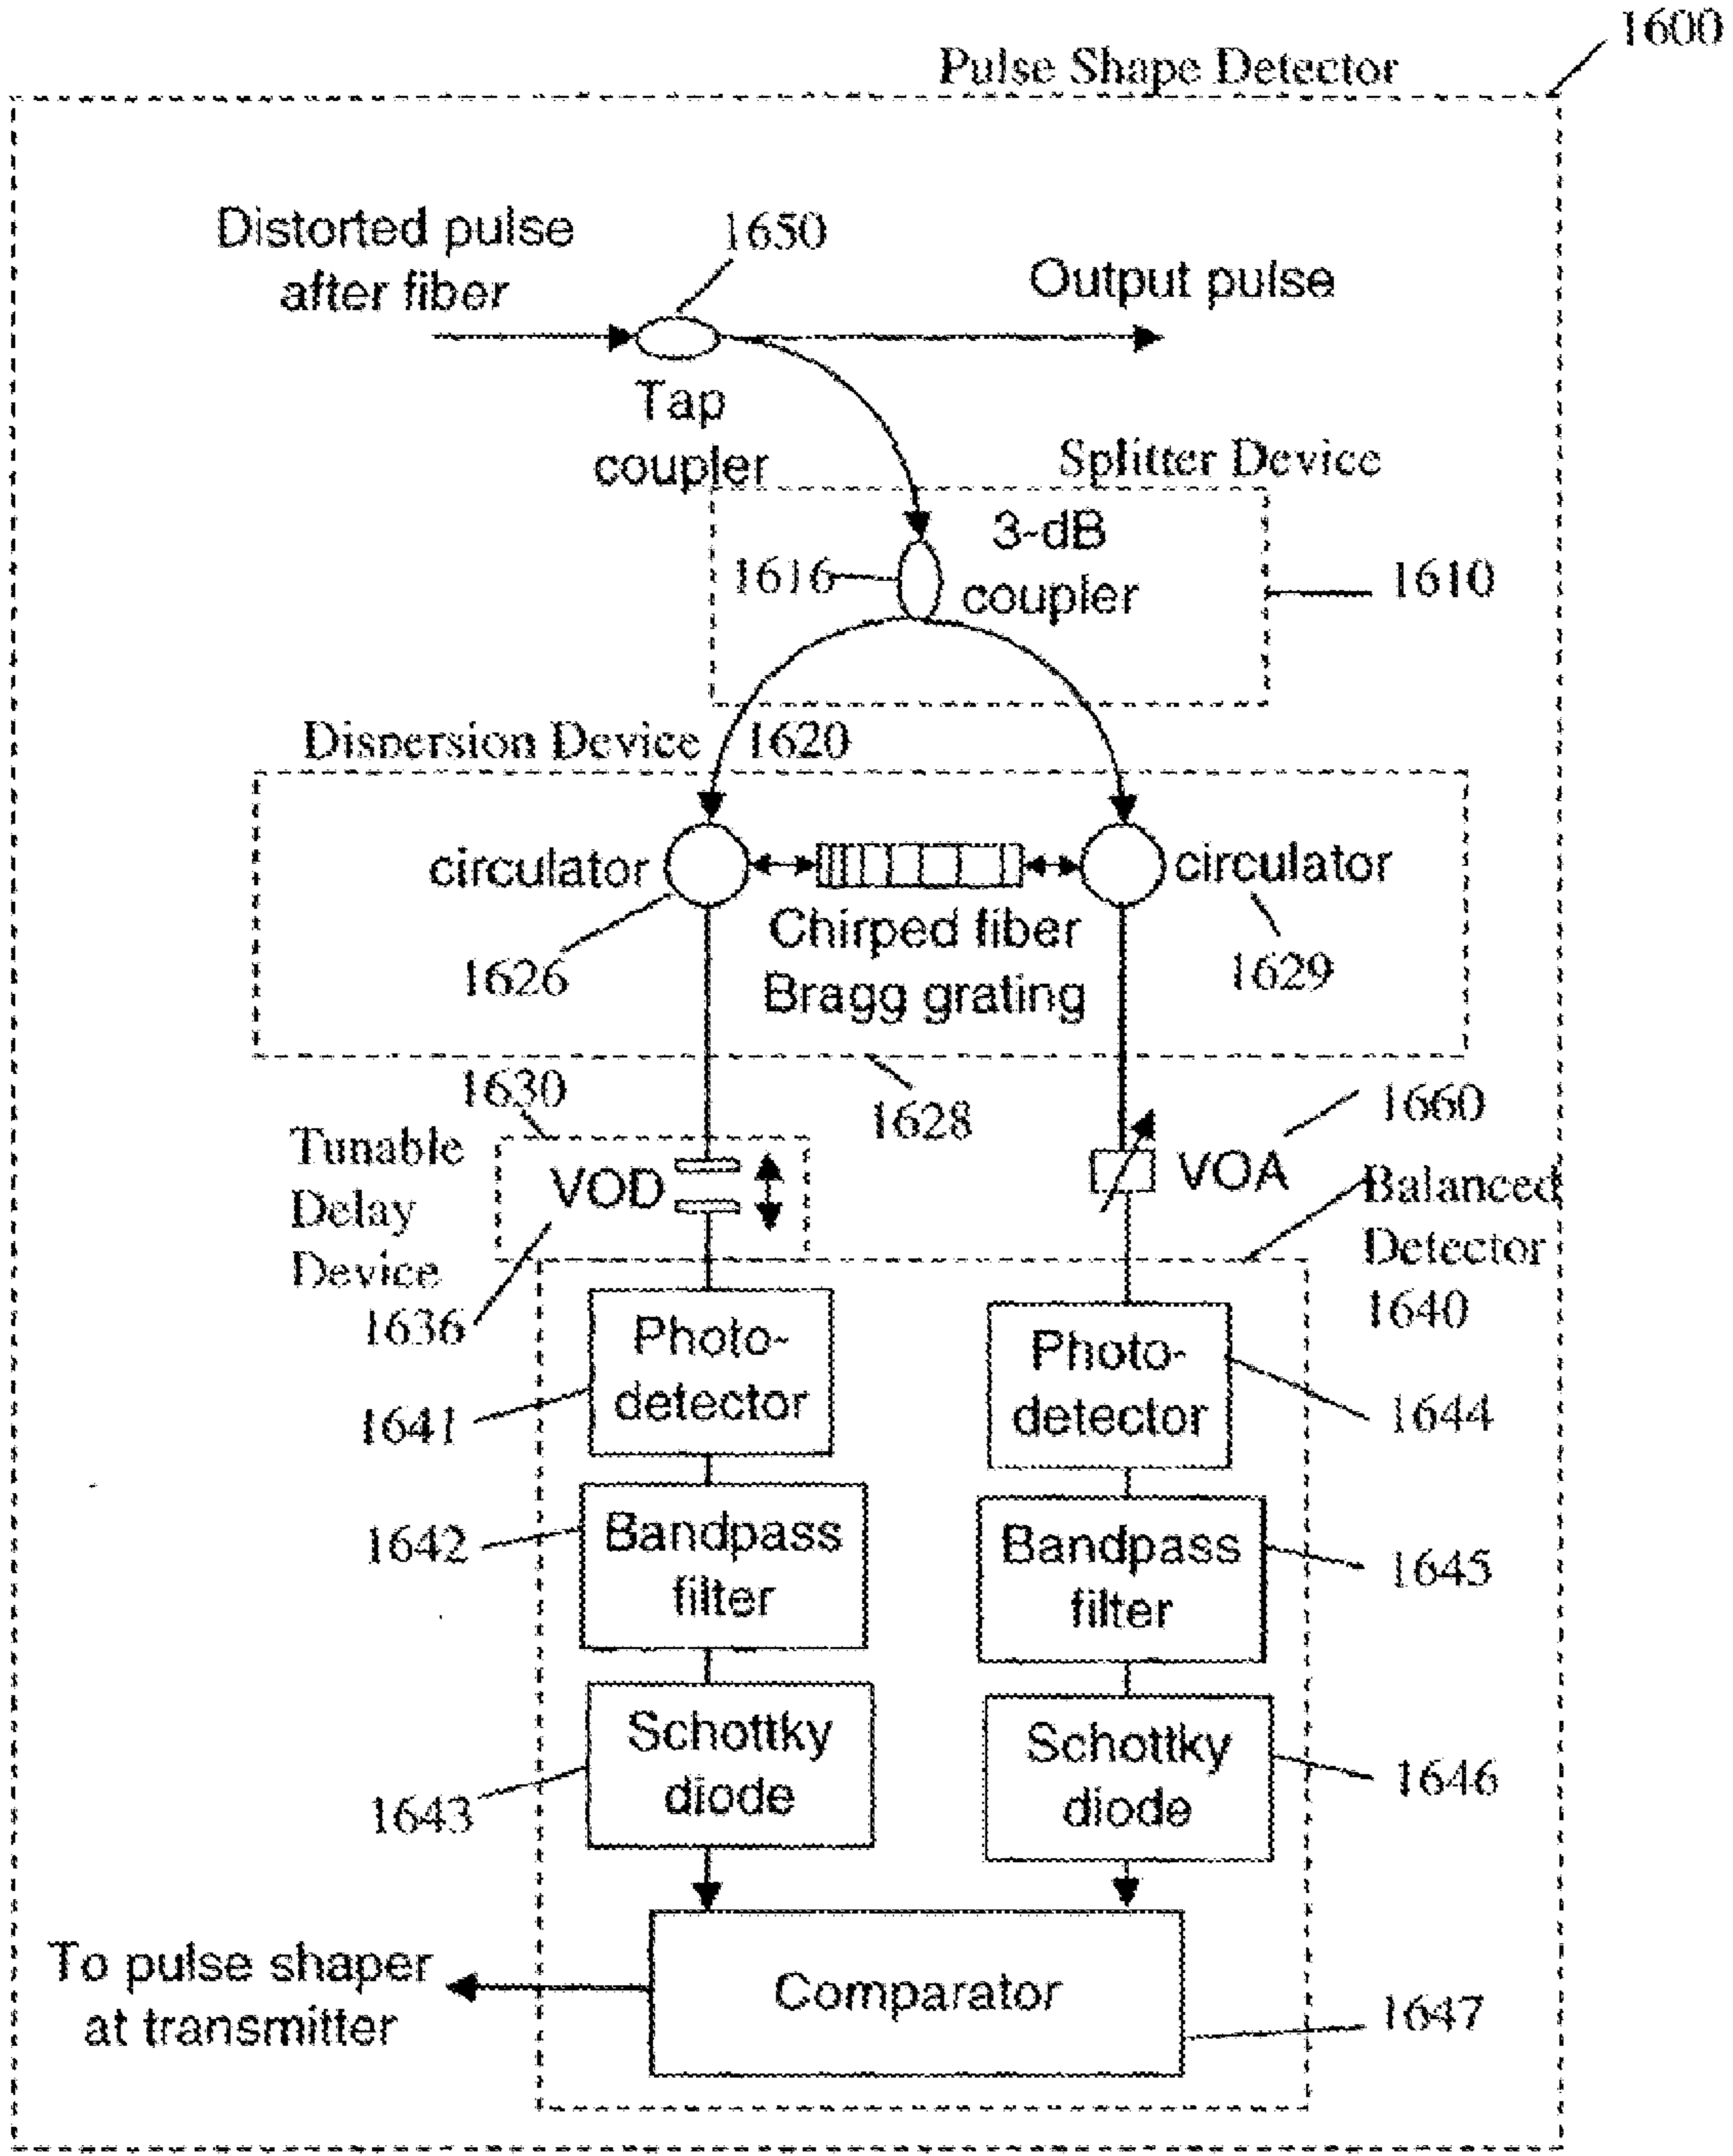 1600
Pulse Shape Detector
Distorted pulse
after fiber
1650
Output pulse
Tap
coupler
Splitter Device
3-dB
coupler
1616
1610
Dispersion Device
1620
circulator
circulator
Chirped fiber
Bragg grating
1626
1629
1628
1630
Tunable
Delay
Device
VOD
1636
1660
VOA
Balanced
Detector
1640
Photo-
detector
1641
Photo-
detector
1644
Bandpass
filter
1642
Bandpass
filter
1645
Schottky
diode
1643
Schottky
diode
1646
To pulse shaper
at transmitter
Comparator
1647